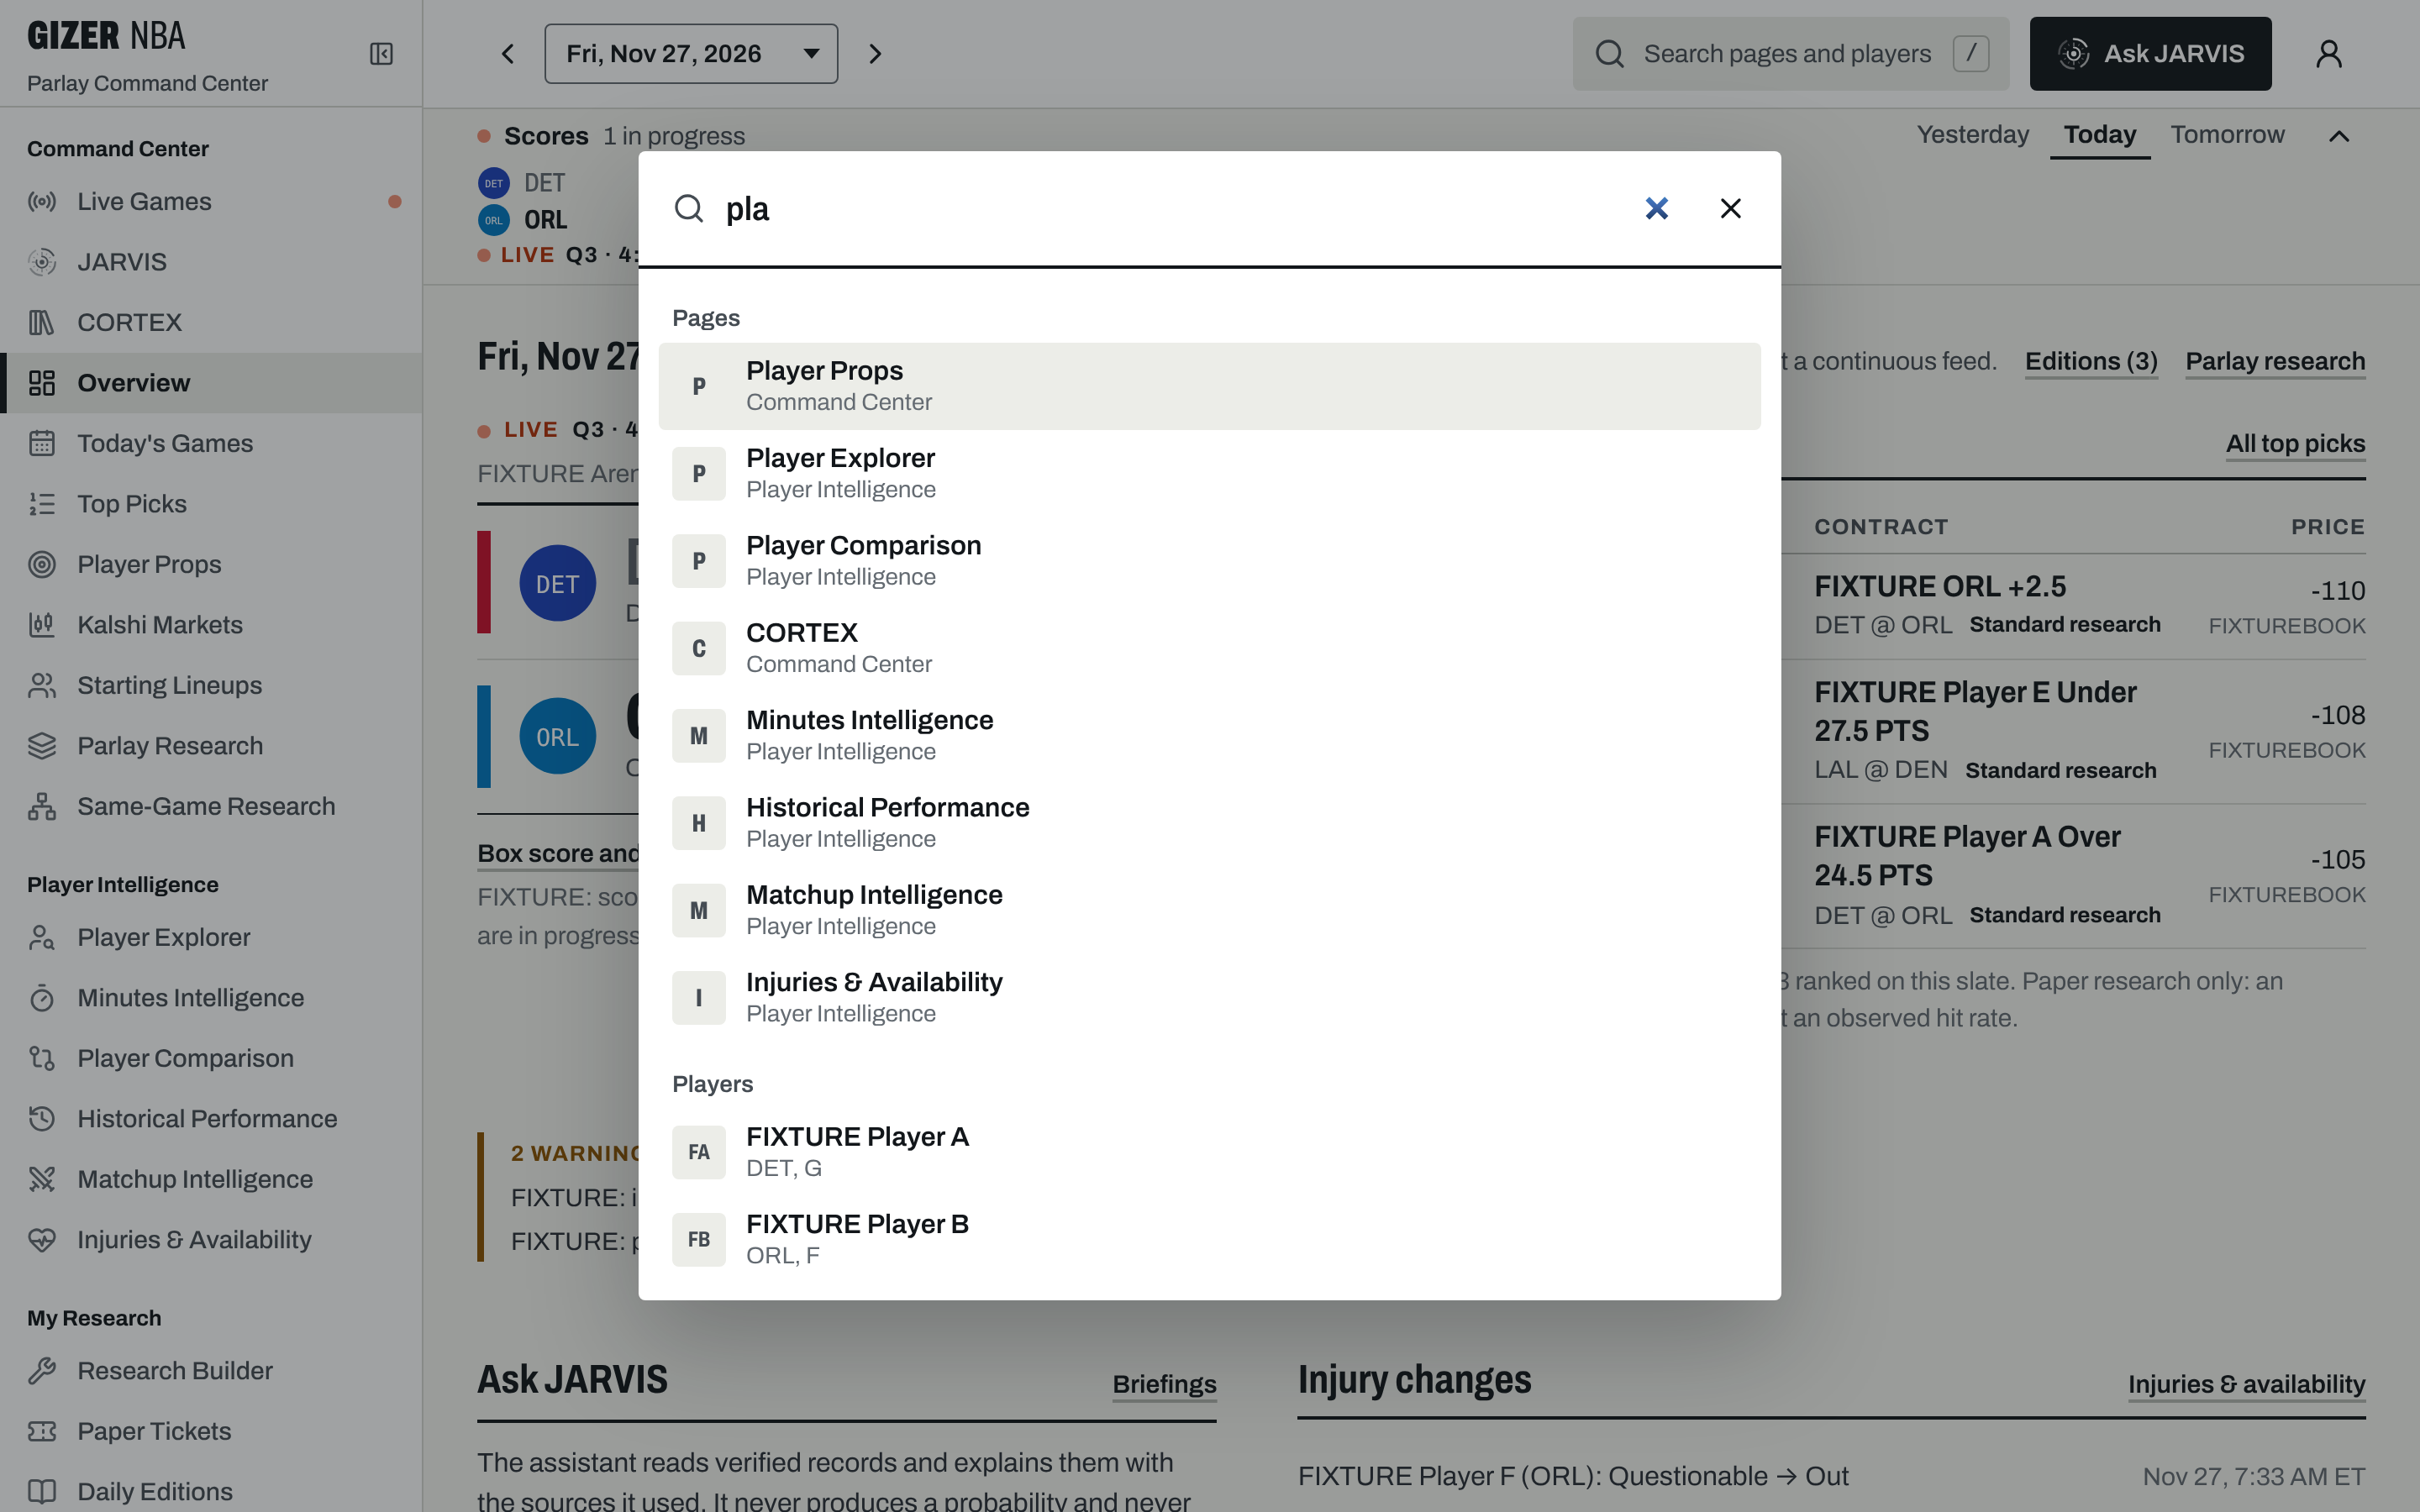 GIZER NBA
Parlay Command Center
Fri, Nov 27, 2026
Search pages and players /
Ask JARVIS
Command Center
Live Games
JARVIS
CORTEX
Overview
Today's Games
Top Picks
Player Props
Kalshi Markets
Starting Lineups
Parlay Research
Same-Game Research
Player Intelligence
Player Explorer
Minutes Intelligence
Player Comparison
Historical Performance
Matchup Intelligence
Injuries & Availability
My Research
Research Builder
Paper Tickets
Daily Editions
Scores 1 in progress
Yesterday Today Tomorrow
DET DET
ORL ORL
LIVE Q3 · 4:
Fri, Nov 27
t a continuous feed. Editions (3) Parlay research
LIVE Q3 · 4
FIXTURE Aren
DET
ORL
Box score and
FIXTURE: sco
are in progress
2 WARNING
FIXTURE: i
FIXTURE: p
pla
Pages
P Player Props
Command Center
P Player Explorer
Player Intelligence
P Player Comparison
Player Intelligence
C CORTEX
Command Center
M Minutes Intelligence
Player Intelligence
H Historical Performance
Player Intelligence
M Matchup Intelligence
Player Intelligence
I Injuries & Availability
Player Intelligence
Players
FA FIXTURE Player A
DET, G
FB FIXTURE Player B
ORL, F
All top picks
CONTRACT PRICE
FIXTURE ORL +2.5 -110
DET @ ORL Standard research FIXTUREBOOK
FIXTURE Player E Under
27.5 PTS -108
LAL @ DEN Standard research FIXTUREBOOK
FIXTURE Player A Over
24.5 PTS -105
DET @ ORL Standard research FIXTUREBOOK
3 ranked on this slate. Paper research only: an
t an observed hit rate.
Ask JARVIS Briefings
The assistant reads verified records and explains them with
the sources it used. It never produces a probability and never
Injury changes Injuries & availability
FIXTURE Player F (ORL): Questionable → Out Nov 27, 7:33 AM ET